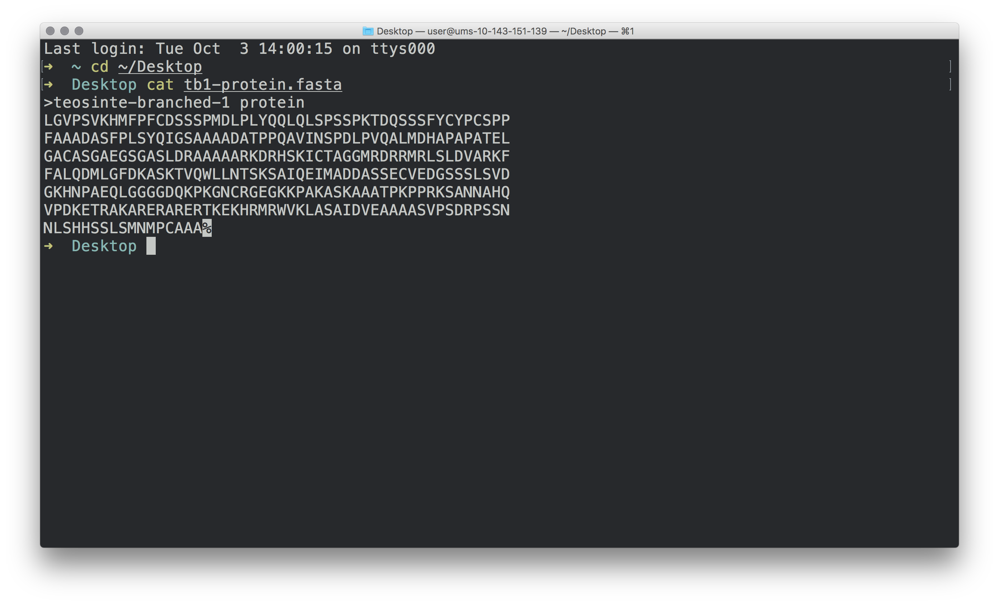 Desktop — user@ums-10-143-151-139 — ~/Desktop — ⌘1
Last login: Tue Oct  3 14:00:15 on ttys000
[➜  ~ cd ~/Desktop ]
[➜  Desktop cat tb1-protein.fasta ]
>teosinte-branched-1 protein
LGVPSVKHMFPFCDSSSPMDLPLYQQLQLSPSSPKTDQSSSFYCYPCSPP
FAAADASFPLSYQIGSAAAADATPPQAVINSPDLPVQALMDHAPAPATEL
GACASGAEGSGASLDRAAAAARKDRHSKICTAGGMRDRRMRLSLDVARKF
FALQDMLGFDKASKTVQWLLNTSKSAIQEIMADDASSECVEDGSSSLSVD
GKHNPAEQLGGGGDQKPKGNCRGEGKKPAKASKAAATPKPPRKSANNAHQ
VPDKETRAKARERARERTKEKHRMRWVKLASAIDVEAAAASVPSDRPSSN
NLSHHSSLSMNMPCAAA%
➜  Desktop